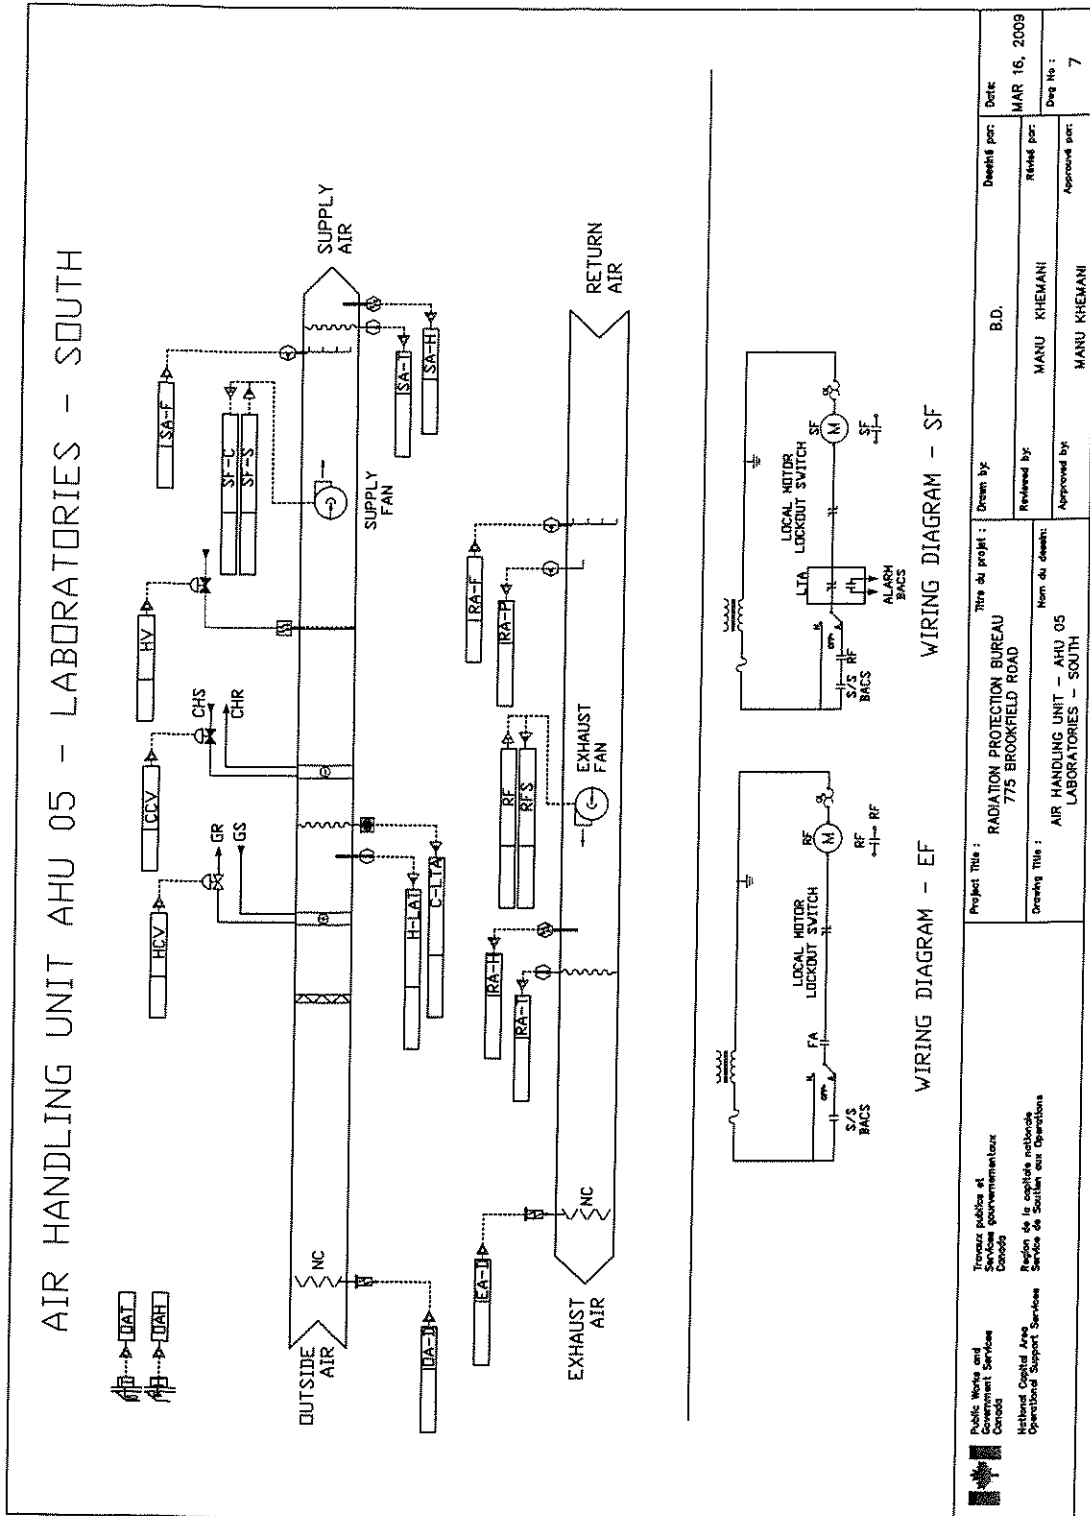 AIR HANDLING UNIT AHU 05 - LABORATORIES - SOUTH
OAT
OAH
OUTSIDE
AIR
NC
OA-D
HCV
GR
GS
H-LAT
C-LTA
CCV
CHS
CHR
HV
SF-C
SF-S
SUPPLY
FAN
SA-F
SA-T
SA-H
SUPPLY
AIR
EXHAUST
AIR
EA-D
NC
RA-H
RA-T
RF
RFS
EXHAUST
FAN
RA-P
RA-F
RETURN
AIR
S/S
BACS
H
OFF
A
FA
LOCAL MOTOR
LOCKOUT SWITCH
RF
M
OL
RF
RF
WIRING DIAGRAM - EF
S/S
BACS
RF
H
OFF
A
LTA
ALARM
BACS
LOCAL MOTOR
LOCKOUT SWITCH
SF
M
OL
SF
WIRING DIAGRAM - SF
Public Works and
Government Services
Canada
Travaux publics et
Services gouvernementaux
Canada
National Capital Area
Operational Support Services
Region de la capitale nationale
Service de Soutien aux Operations
Project Title :
Titre du projet :
RADIATION PROTECTION BUREAU
775 BROOKFIELD ROAD
Drawing Title :
Nom du dessin:
AIR HANDLING UNIT - AHU 05
LABORATORIES - SOUTH
Drawn by:
Dessiné par:
B.D.
Reviewed by:
Révisé par:
MANU KHEMANI
Approved by:
Approuvé par:
MANU KHEMANI
Date:
MAR 16, 2009
Dwg No :
7